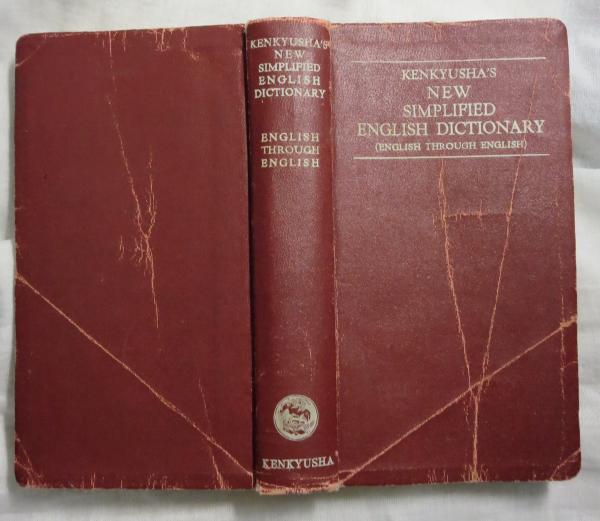 KENKYUSHA'S
NEW
SIMPLIFIED
ENGLISH
DICTIONARY
ENGLISH
THROUGH
ENGLISH
KENKYUSHA
KENKYUSHA'S
NEW
SIMPLIFIED
ENGLISH DICTIONARY
(ENGLISH THROUGH ENGLISH)